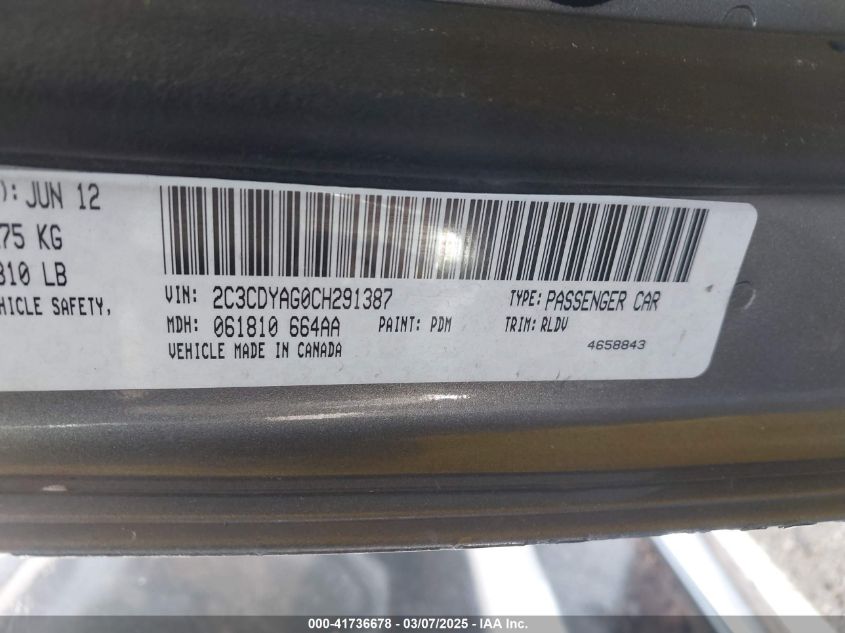 ): JUN 12
75 KG
810 LB
HICLE SAFETY,
VIN: 2C3CDYAG0CH291387 TYPE: PASSENGER CAR
MDH: 061810 664AA PAINT: PDM TRIM: RLDV
VEHICLE MADE IN CANADA 4658843
000-41736678 - 03/07/2025 - IAA Inc.